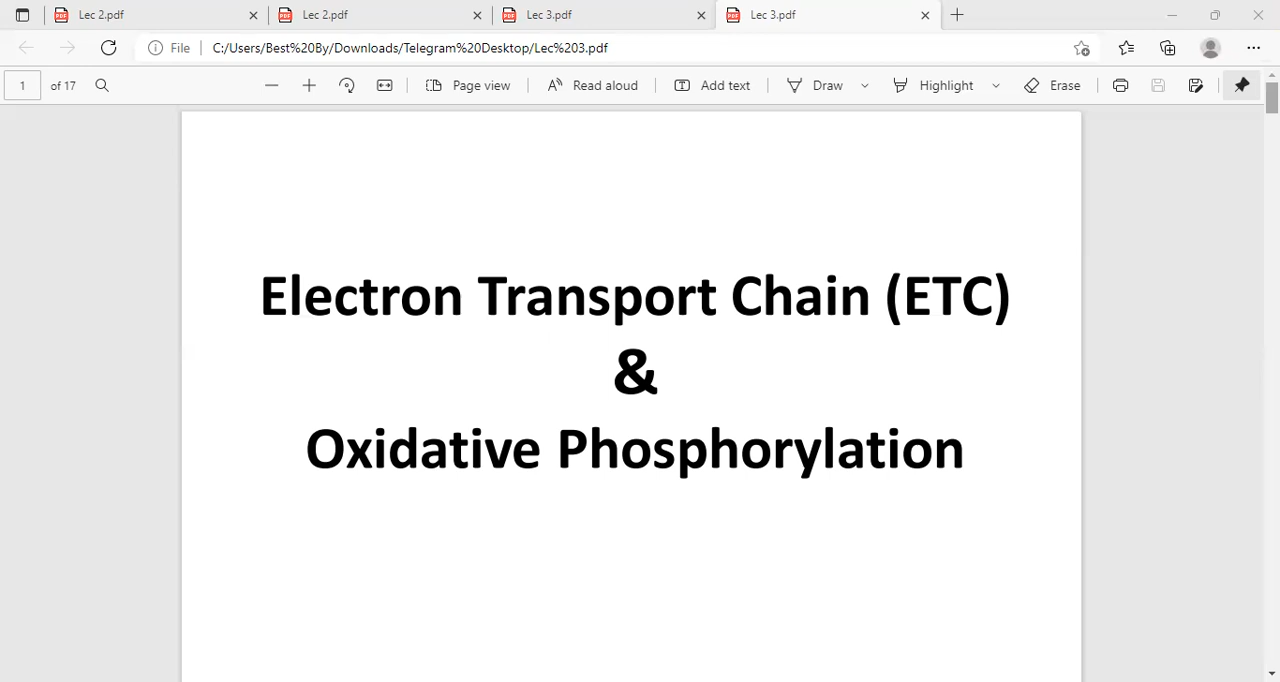 Lec 2.pdf
Lec 2.pdf
Lec 3.pdf
Lec 3.pdf
File
C:/Users/Best%20By/Downloads/Telegram%20Desktop/Lec%203.pdf
1 of 17
Page view
Read aloud
Add text
Draw
Highlight
Erase
Electron Transport Chain (ETC)
&
Oxidative Phosphorylation